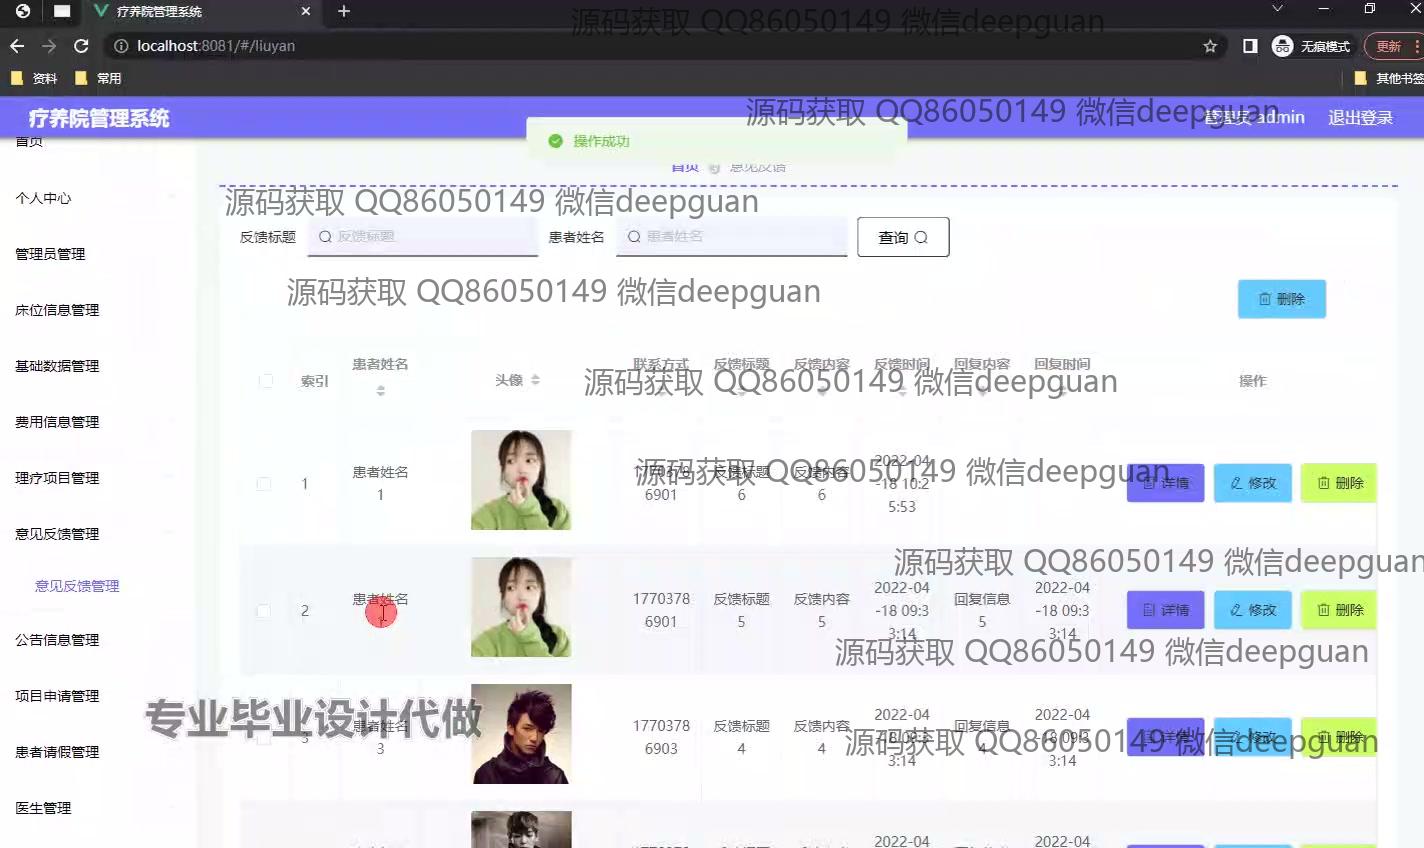 疗养院管理系统
localhost:8081/#/liuyan
无痕模式
更新
资料
常用
其他书签
源码获取 QQ86050149 微信deepguan
疗养院管理系统
源码获取 QQ86050149 微信deepguan
admin
退出登录
操作成功
首页
意见反馈
首页
个人中心
管理员管理
床位信息管理
基础数据管理
费用信息管理
理疗项目管理
意见反馈管理
意见反馈管理
公告信息管理
项目申请管理
患者请假管理
医生管理
源码获取 QQ86050149 微信deepguan
反馈标题
反馈标题
患者姓名
患者姓名
查询
源码获取 QQ86050149 微信deepguan
删除
索引
患者姓名
头像
联系方式
反馈标题
反馈内容
反馈时间
回复内容
回复时间
操作
源码获取 QQ86050149 微信deepguan
1
患者姓名
1
1770378
6901
反馈标题
6
反馈内容
6
2022-04
-18 10:2
5:53
详情
修改
删除
源码获取 QQ86050149 微信deepguan
源码获取 QQ86050149 微信deepguan
2
患者姓名
1770378
6901
反馈标题
5
反馈内容
5
2022-04
-18 09:3
3:14
回复信息
5
2022-04
-18 09:3
3:14
详情
修改
删除
源码获取 QQ86050149 微信deepguan
专业毕业设计代做
3
患者姓名
3
1770378
6903
反馈标题
4
反馈内容
4
2022-04
-18 09:3
3:14
回复信息
4
2022-04
-18 09:3
3:14
详情
修改
删除
源码获取 QQ86050149 微信deepguan
2022-04
2022-04